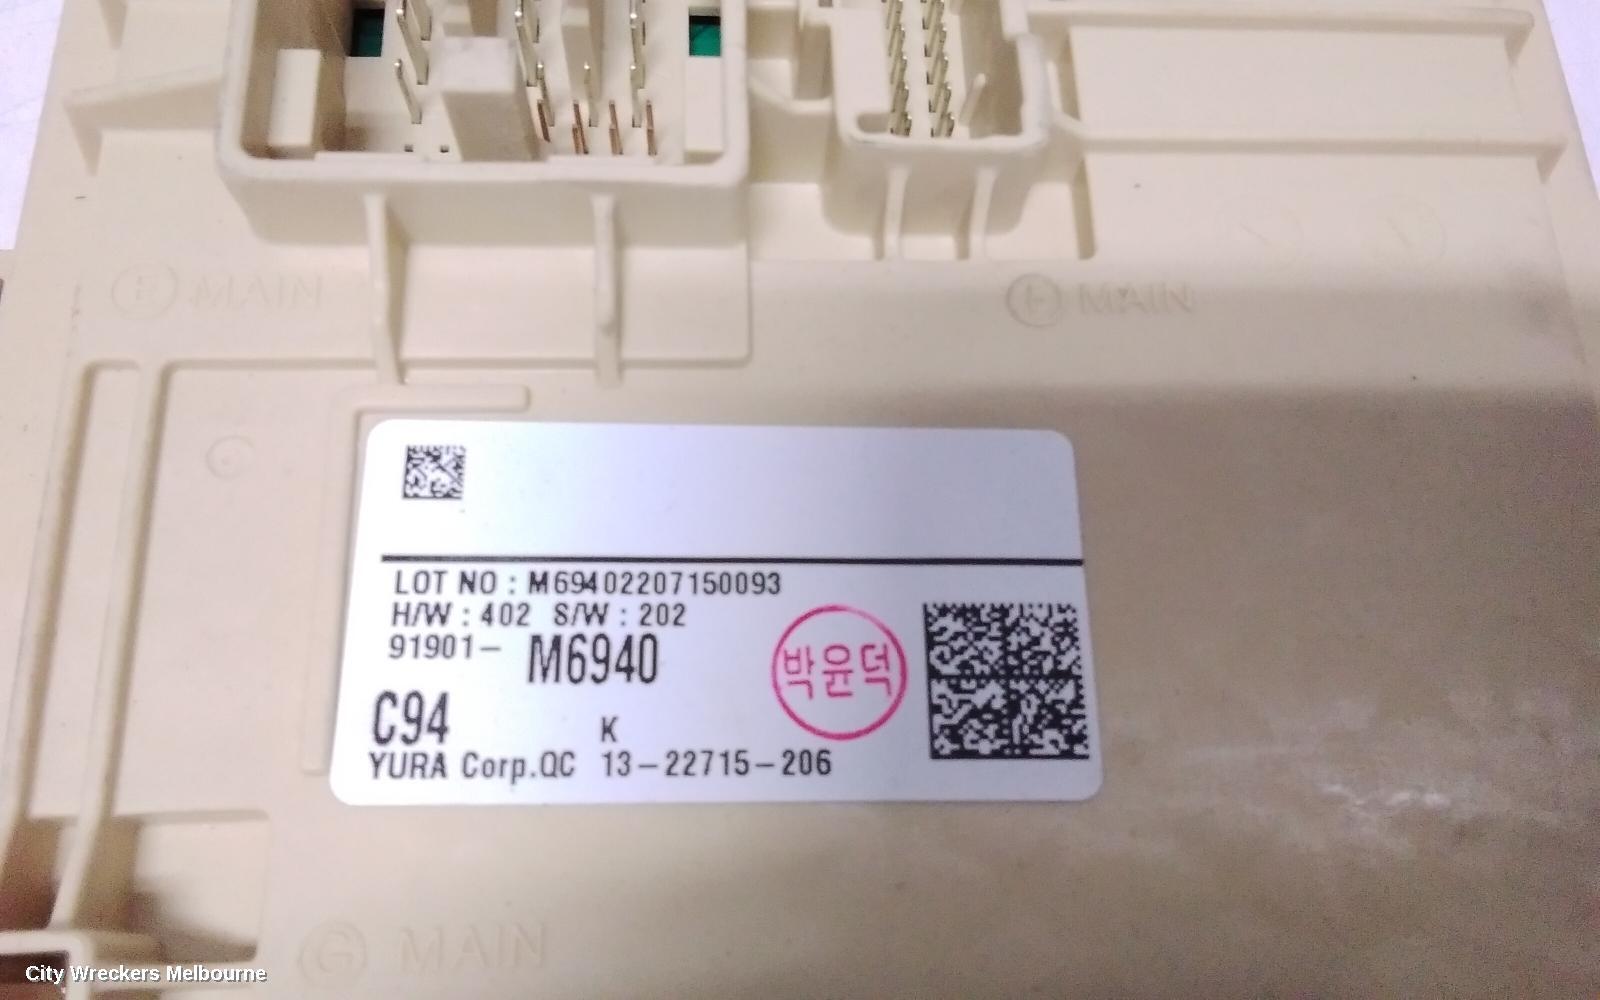 E MAIN
F MAIN
LOT NO : M69402207150093
H/W : 402 S/W : 202
91901- M6940
박윤덕
C94
K
YURA Corp.QC 13-22715-206
G MAIN
City Wreckers Melbourne